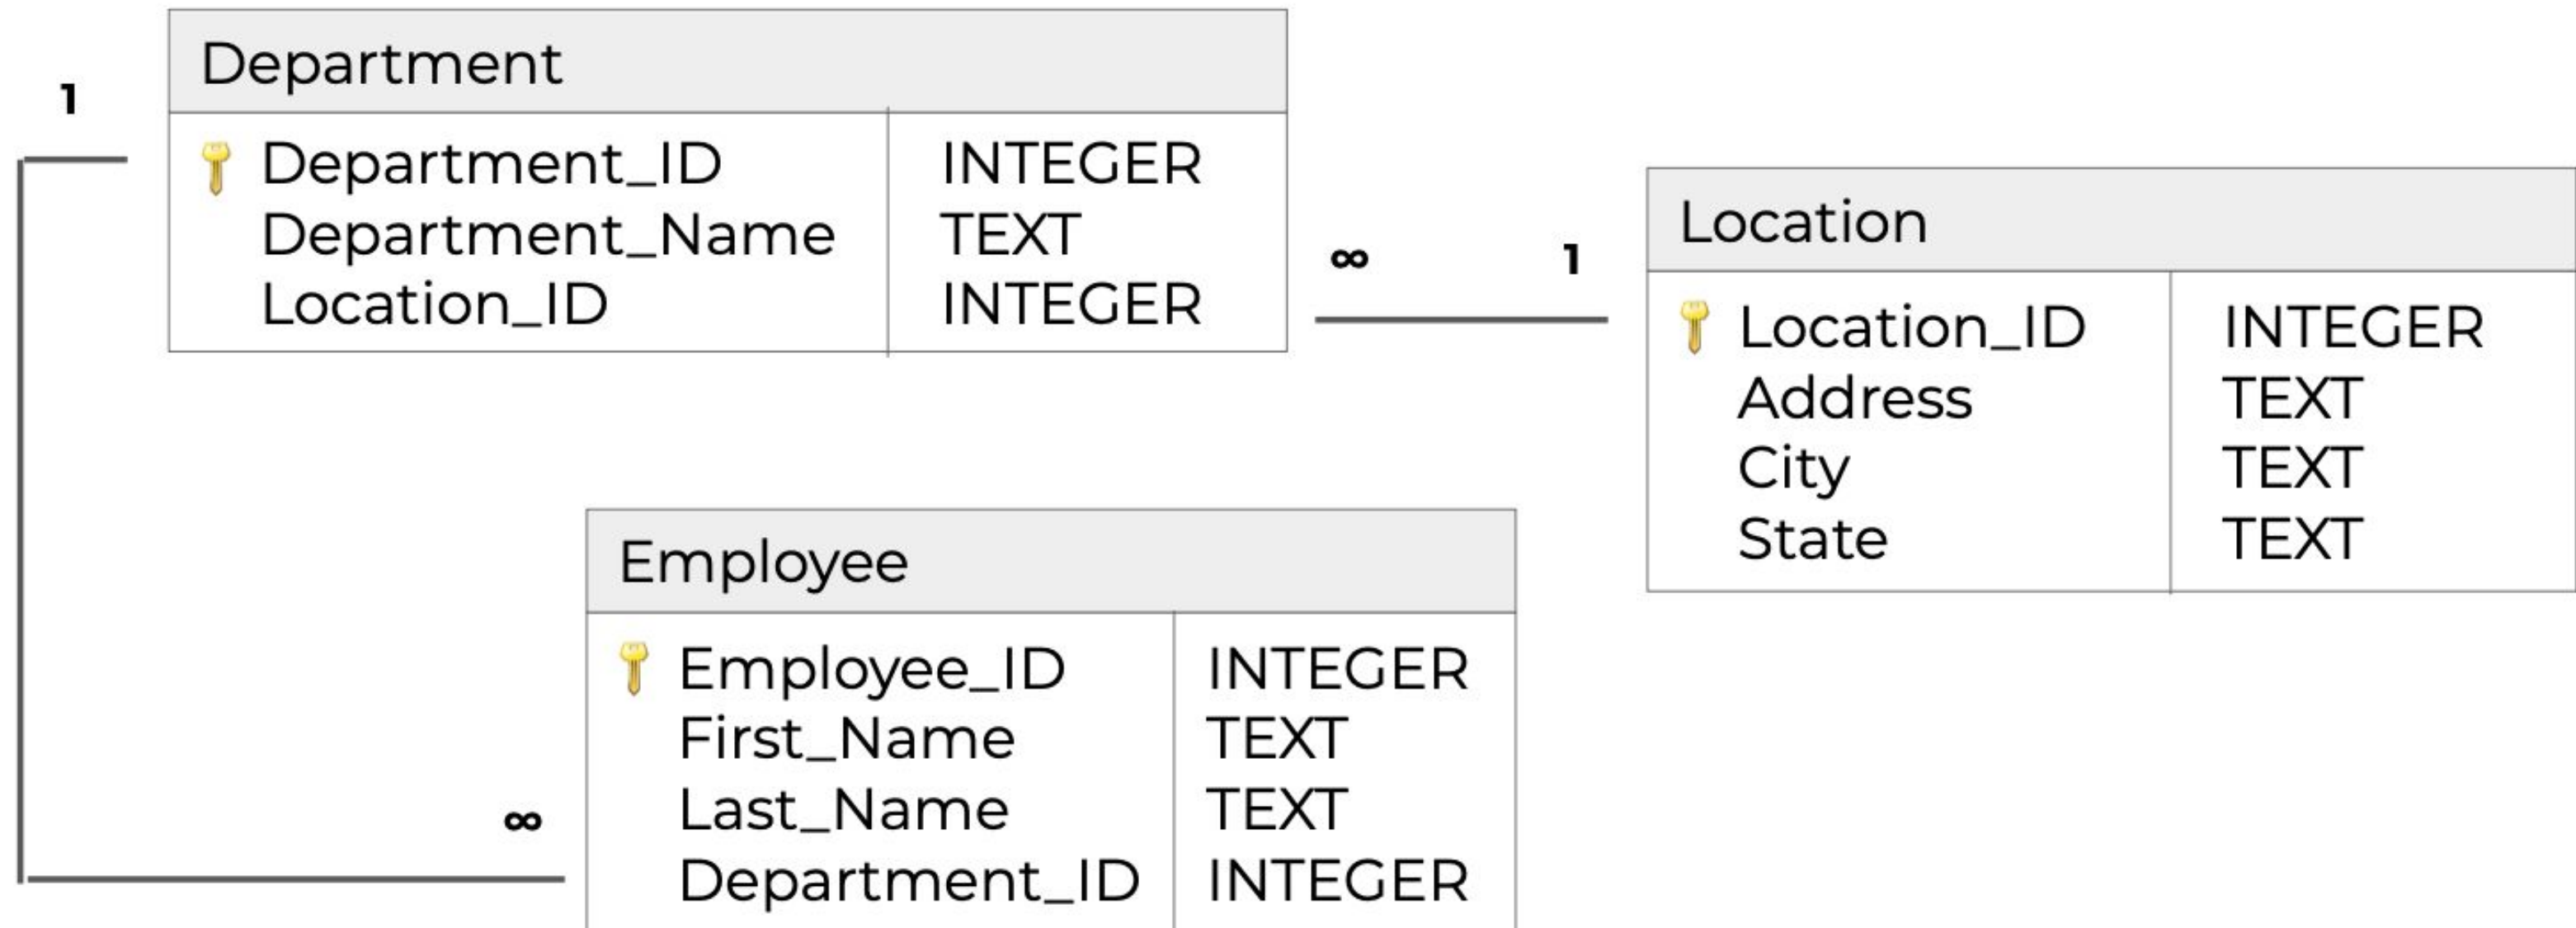 1
Department
Department_ID INTEGER
Department_Name TEXT
Location_ID INTEGER
∞ 1
Location
Location_ID INTEGER
Address TEXT
City TEXT
State TEXT
Employee
Employee_ID INTEGER
First_Name TEXT
Last_Name TEXT
∞
Department_ID INTEGER